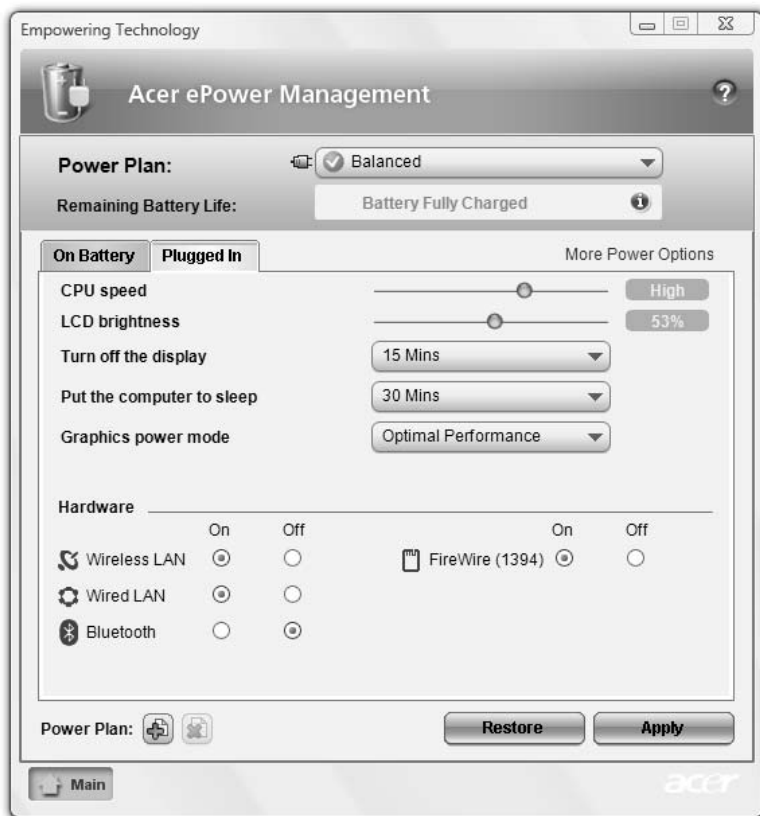 Empowering Technology
Acer ePower Management
?
Power Plan: Balanced
Remaining Battery Life: Battery Fully Charged i
On Battery Plugged In More Power Options
CPU speed High
LCD brightness 53%
Turn off the display 15 Mins
Put the computer to sleep 30 Mins
Graphics power mode Optimal Performance
Hardware
On Off On Off
Wireless LAN FireWire (1394)
Wired LAN
Bluetooth
Power Plan: Restore Apply
Main acer